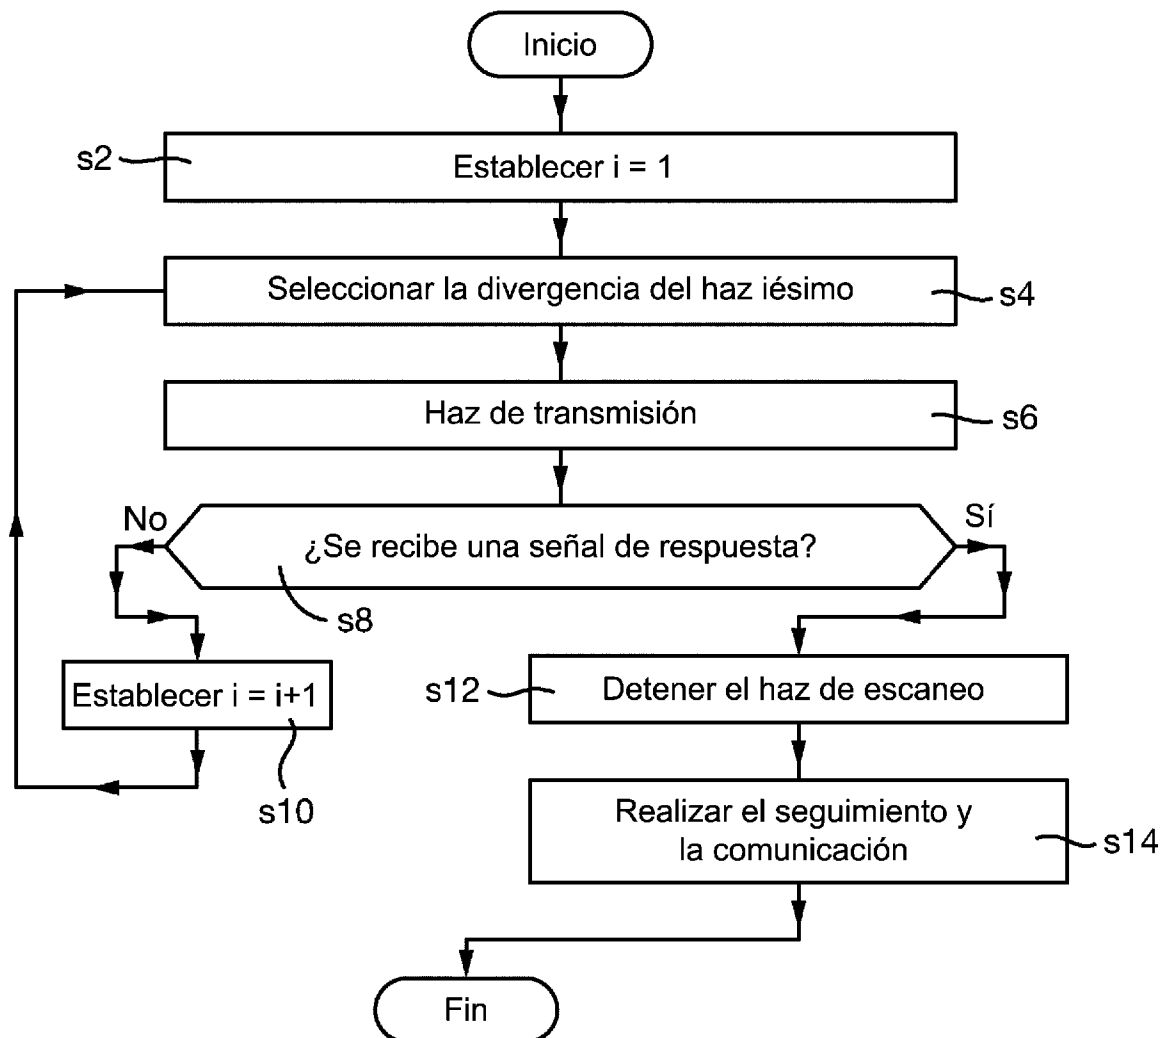 Inicio
s2
Establecer i = 1
Seleccionar la divergencia del haz iésimo
s4
Haz de transmisión
s6
No
¿Se recibe una señal de respuesta?
Sí
s8
Establecer i = i+1
s10
s12
Detener el haz de escaneo
Realizar el seguimiento y
la comunicación
s14
Fin